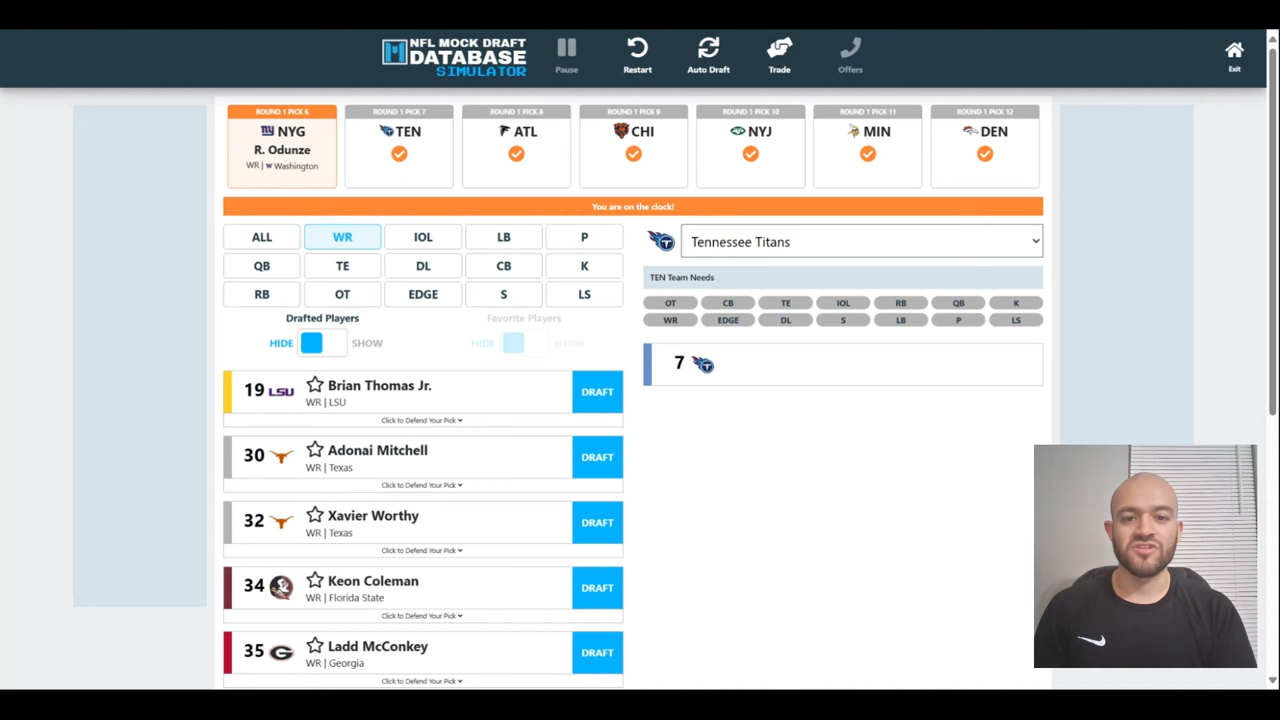 NFL MOCK DRAFT
DATABASE
SIMULATOR
Pause
Restart
Auto Draft
Trade
Offers
Exit
ROUND 1 PICK 6
NYG
R. Odunze
WR | W Washington
ROUND 1 PICK 7
TEN
ROUND 1 PICK 8
ATL
ROUND 1 PICK 9
CHI
ROUND 1 PICK 10
NYJ
ROUND 1 PICK 11
MIN
ROUND 1 PICK 12
DEN
You are on the clock!
ALL WR IOL LB P
QB TE DL CB K
RB OT EDGE S LS
Drafted Players
HIDE SHOW
Favorite Players
HIDE SHOW
19 LSU Brian Thomas Jr.
WR | LSU
DRAFT
Click to Defend Your Pick
30 Adonai Mitchell
WR | Texas
DRAFT
Click to Defend Your Pick
32 Xavier Worthy
WR | Texas
DRAFT
Click to Defend Your Pick
34 Keon Coleman
WR | Florida State
DRAFT
Click to Defend Your Pick
35 G Ladd McConkey
WR | Georgia
DRAFT
Click to Defend Your Pick
Tennessee Titans
TEN Team Needs
OT CB TE IOL RB QB K
WR EDGE DL S LB P LS
7